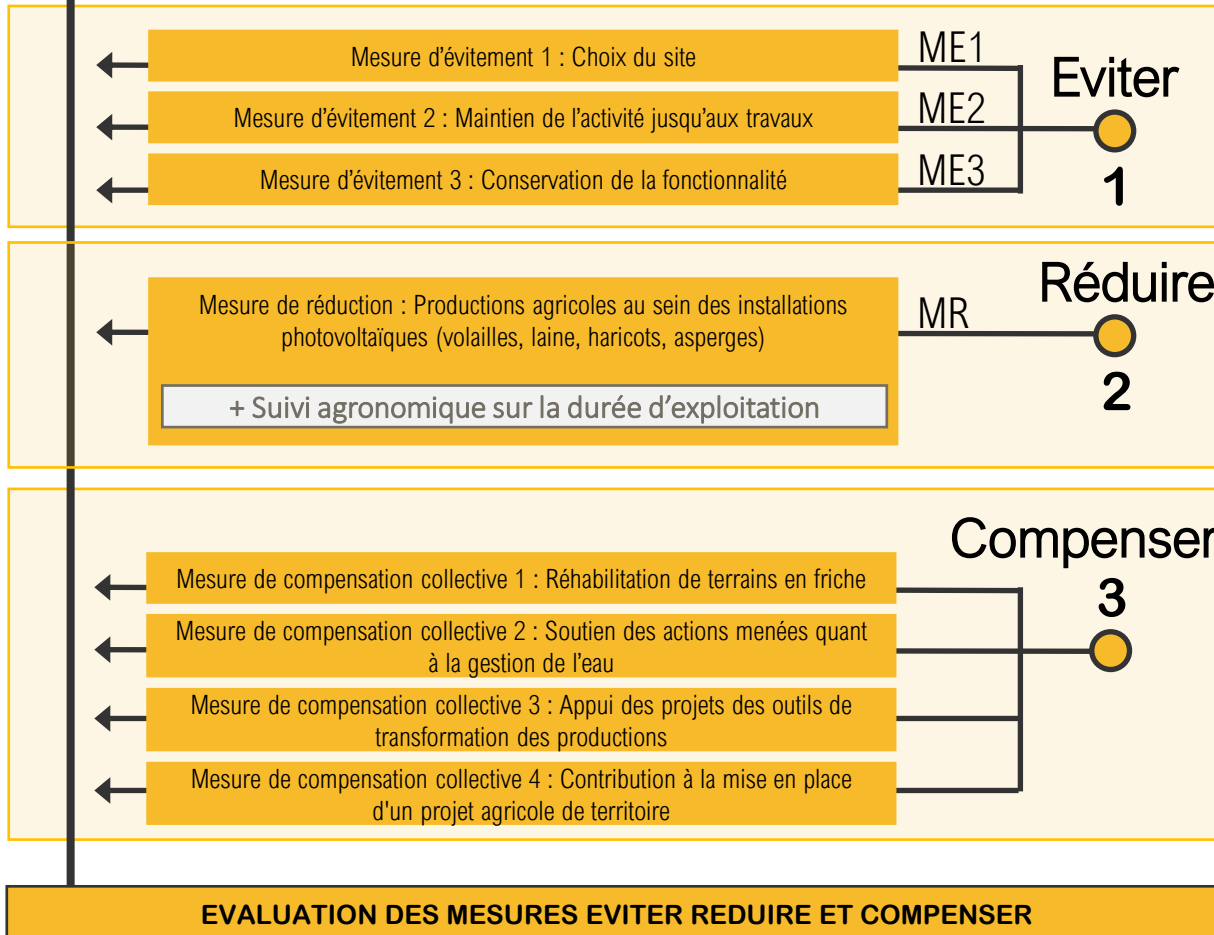 Mesure d'évitement 1 : Choix du site
ME1
Mesure d'évitement 2 : Maintien de l'activité jusqu'aux travaux
ME2
Mesure d'évitement 3 : Conservation de la fonctionnalité
ME3
Eviter
1
Mesure de réduction : Productions agricoles au sein des installations
photovoltaïques (volailles, laine, haricots, asperges)
+ Suivi agronomique sur la durée d'exploitation
MR
Réduire
2
Compenser
3
Mesure de compensation collective 1 : Réhabilitation de terrains en friche
Mesure de compensation collective 2 : Soutien des actions menées quant
à la gestion de l'eau
Mesure de compensation collective 3 : Appui des projets des outils de
transformation des productions
Mesure de compensation collective 4 : Contribution à la mise en place
d'un projet agricole de territoire
EVALUATION DES MESURES EVITER REDUIRE ET COMPENSER